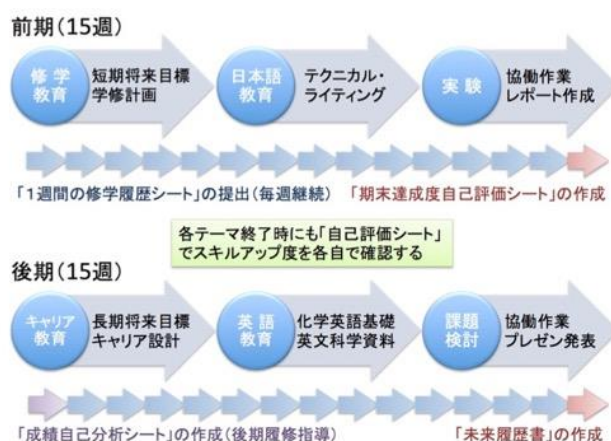 前期(15週)
修学
教育
短期将来目標
学修計画
日本語
教育
テクニカル・
ライティング
実験
協働作業
レポート作成
「1週間の修学履歴シート」の提出(毎週継続)
「期末達成度自己評価シート」の作成
各テーマ終了時にも「自己評価シート」
でスキルアップ度を各自で確認する
後期(15週)
キャリア
教育
長期将来目標
キャリア設計
英語
教育
化学英語基礎
英文科学資料
課題
検討
協働作業
プレゼン発表
「成績自己分析シート」の作成(後期履修指導)
「未来履歴書」の作成